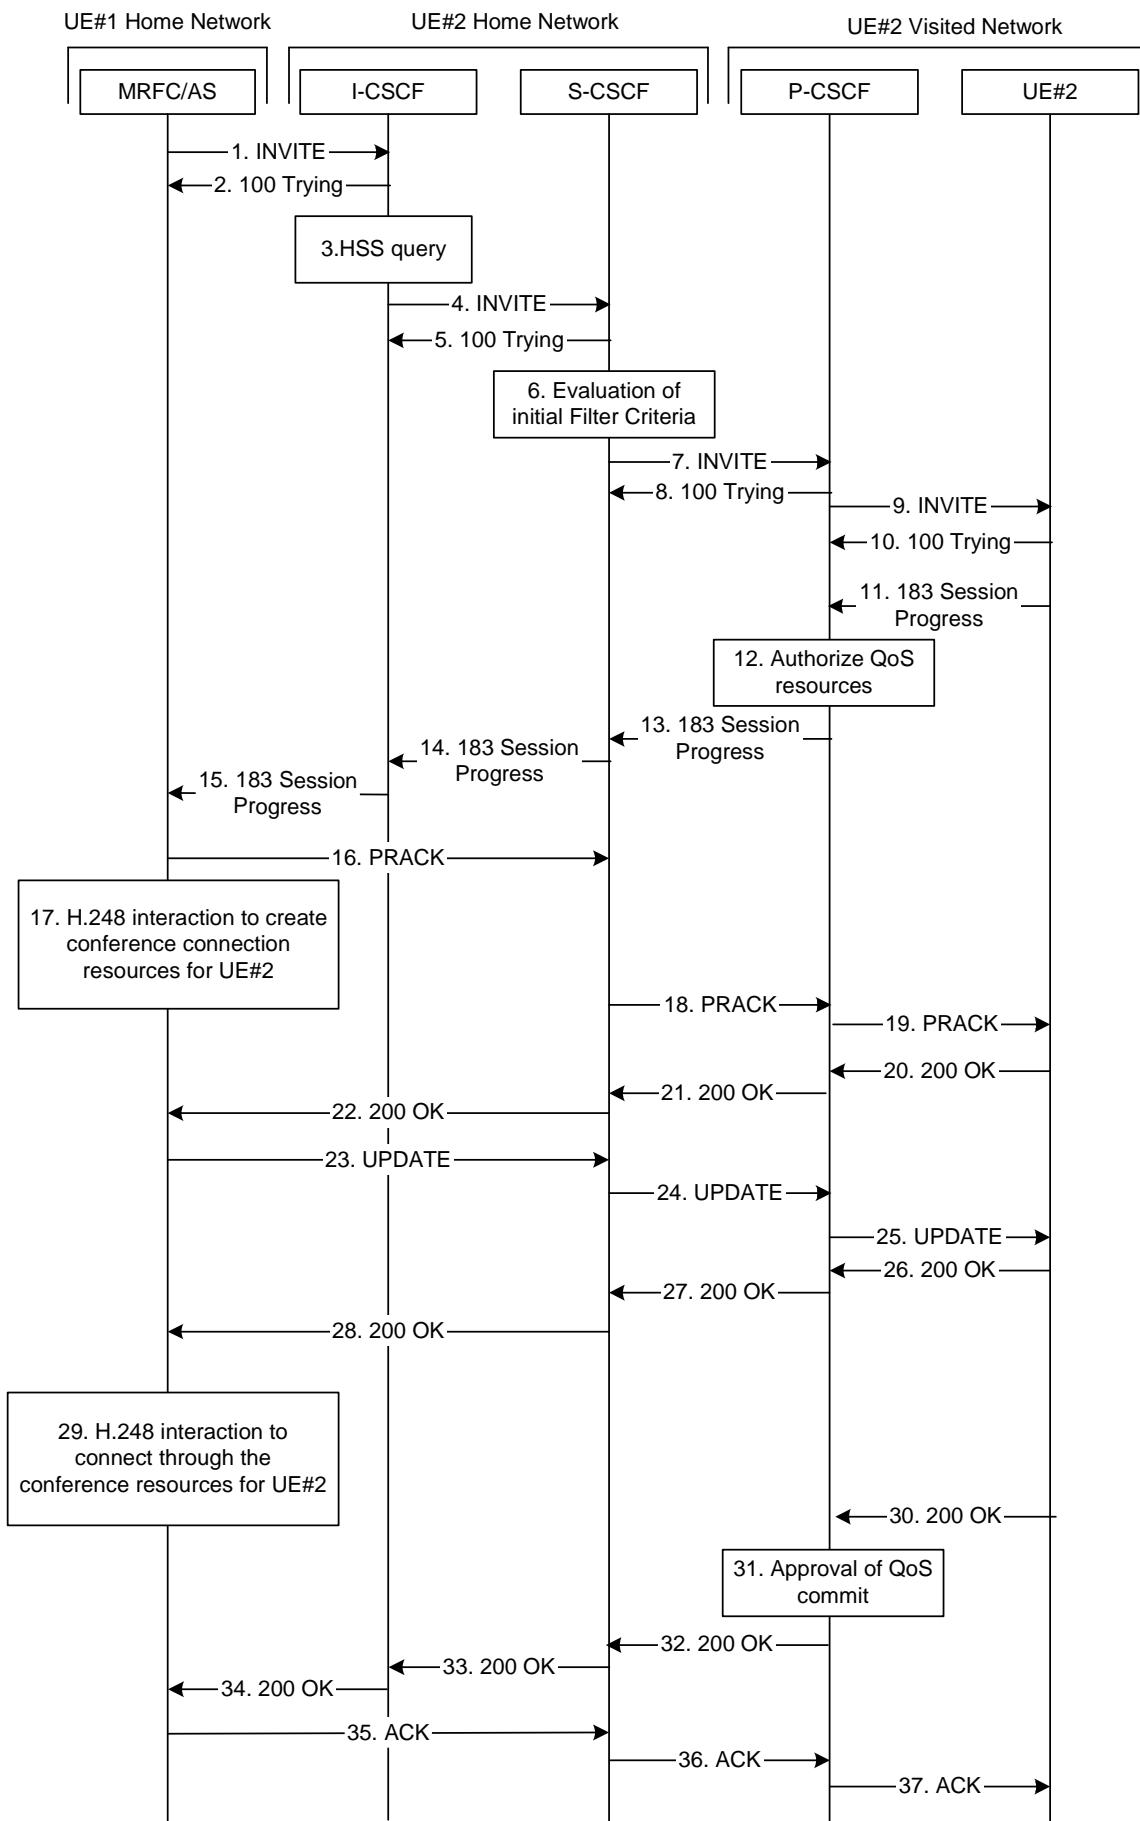 UE#1 Home Network
UE#2 Home Network
UE#2 Visited Network
MRFC/AS
I-CSCF
S-CSCF
P-CSCF
UE#2
1. INVITE
2. 100 Trying
3.HSS query
4. INVITE
5. 100 Trying
6. Evaluation of
initial Filter Criteria
7. INVITE
8. 100 Trying
9. INVITE
10. 100 Trying
11. 183 Session
Progress
12. Authorize QoS
resources
13. 183 Session
Progress
14. 183 Session
Progress
15. 183 Session
Progress
16. PRACK
17. H.248 interaction to create
conference connection
resources for UE#2
18. PRACK
19. PRACK
20. 200 OK
21. 200 OK
22. 200 OK
23. UPDATE
24. UPDATE
25. UPDATE
26. 200 OK
27. 200 OK
28. 200 OK
29. H.248 interaction to
connect through the
conference resources for UE#2
30. 200 OK
31. Approval of QoS
commit
32. 200 OK
33. 200 OK
34. 200 OK
35. ACK
36. ACK
37. ACK